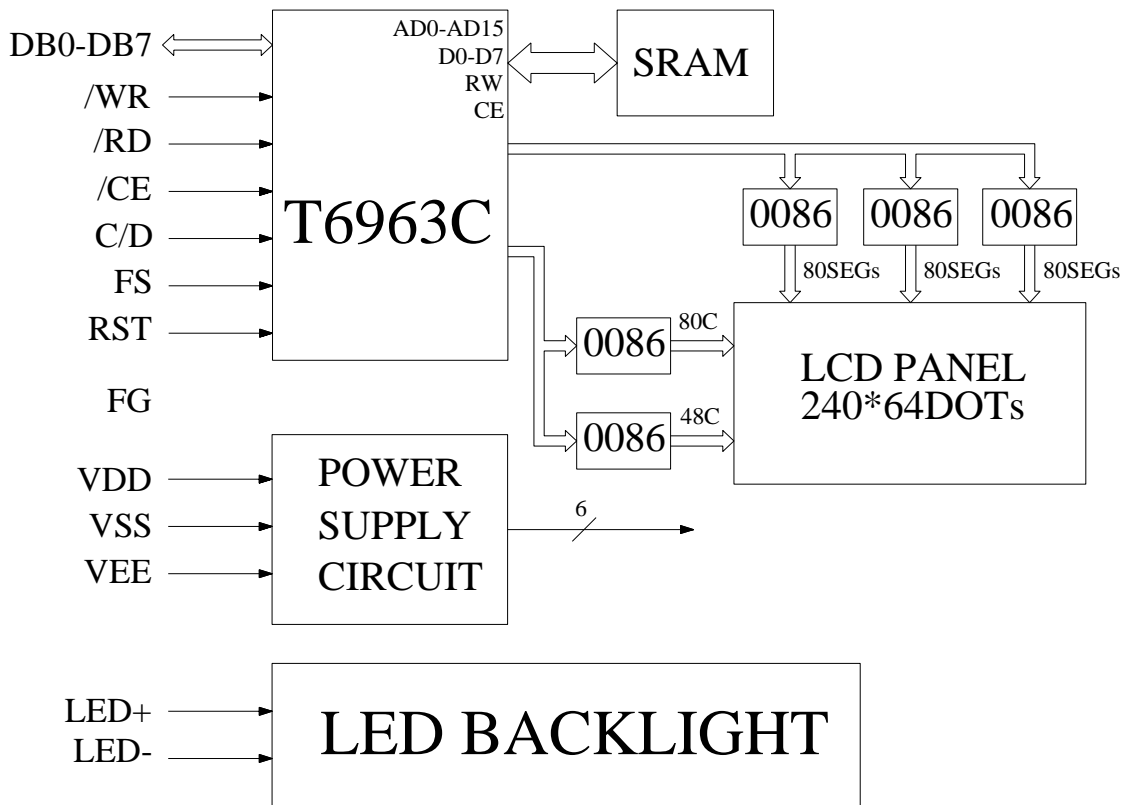 DB0-DB7
/WR
/RD
/CE
C/D
FS
RST
FG
VDD
VSS
VEE
LED+
LED-
AD0-AD15
D0-D7
RW
CE
T6963C
SRAM
0086
0086
0086
80SEGs
80SEGs
80SEGs
0086
80C
0086
48C
LCD PANEL
240*64DOTs
POWER
SUPPLY
CIRCUIT
6
LED BACKLIGHT